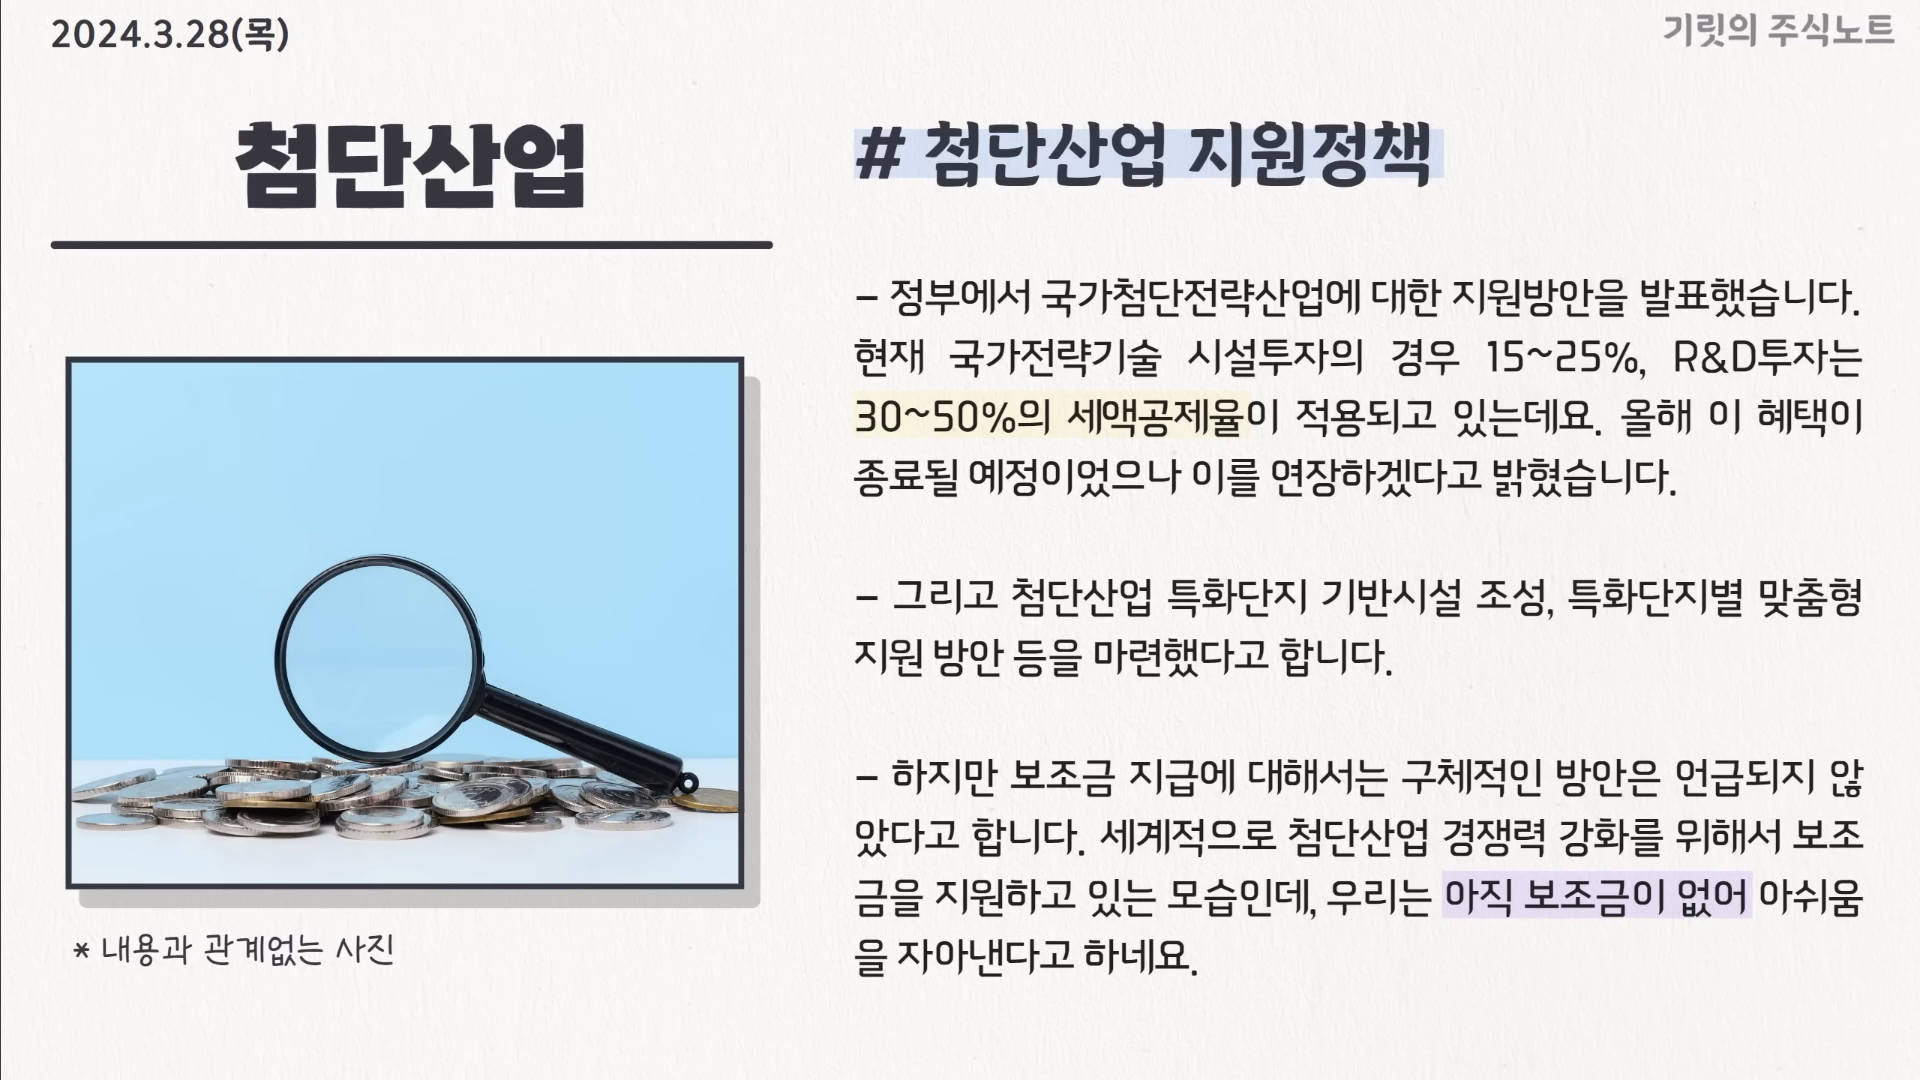 2024.3.28(목)
기릿의 주식노트
첨단산업
* 내용과 관계없는 사진
# 첨단산업 지원정책
- 정부에서 국가첨단전략산업에 대한 지원방안을 발표했습니다.
현재 국가전략기술 시설투자의 경우 15~25%, R&D투자는
30~50%의 세액공제율이 적용되고 있는데요. 올해 이 혜택이
종료될 예정이었으나 이를 연장하겠다고 밝혔습니다.
- 그리고 첨단산업 특화단지 기반시설 조성, 특화단지별 맞춤형
지원 방안 등을 마련했다고 합니다.
- 하지만 보조금 지급에 대해서는 구체적인 방안은 언급되지 않
았다고 합니다. 세계적으로 첨단산업 경쟁력 강화를 위해서 보조
금을 지원하고 있는 모습인데, 우리는 아직 보조금이 없어 아쉬움
을 자아낸다고 하네요.